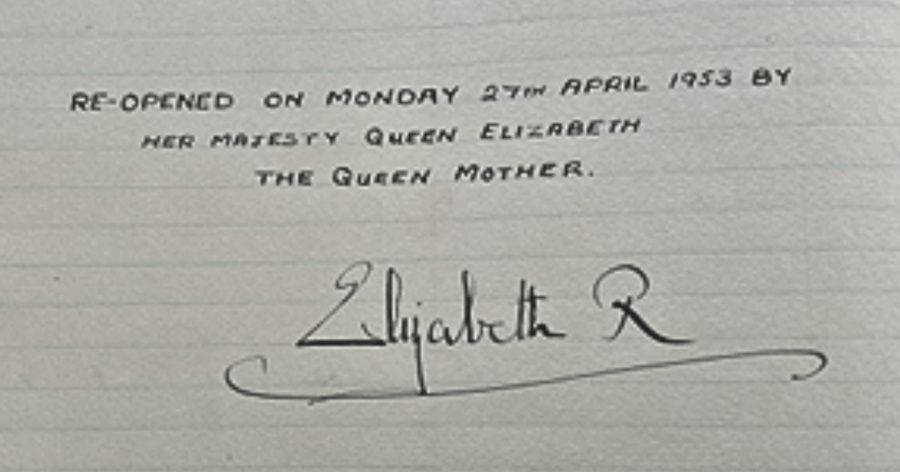 RE-OPENED ON MONDAY 27TH APRIL 1953 BY
HER MAJESTY QUEEN ELIZABETH
THE QUEEN MOTHER.
Elizabeth R